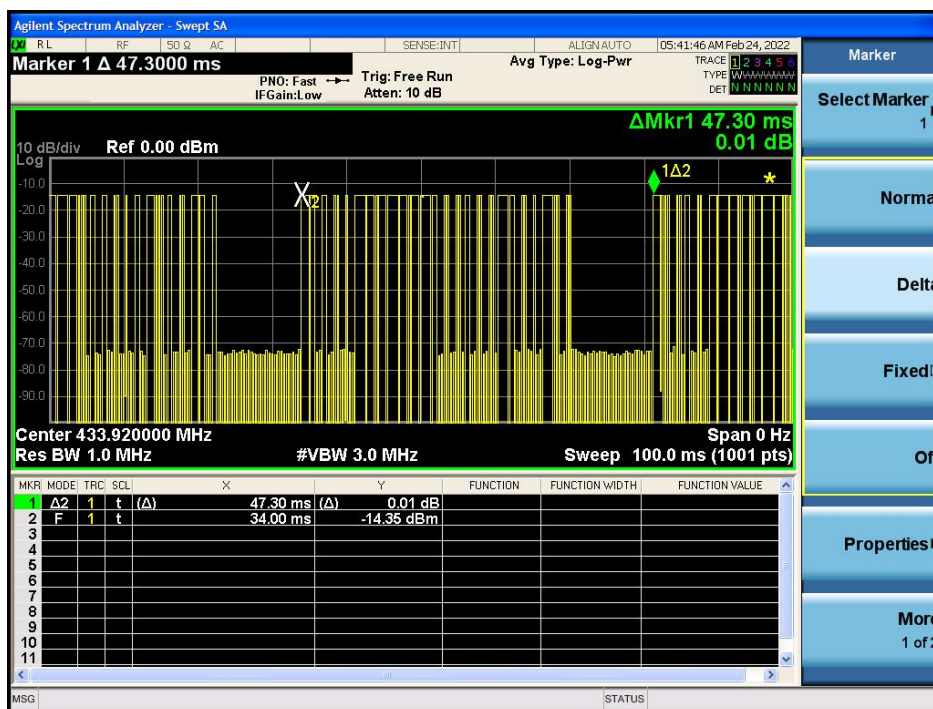 Agilent Spectrum Analyzer - Swept SA
LXI RL RF 50 Ω AC SENSE:INT ALIGN AUTO 05:41:46 AM Feb 24, 2022
Marker 1 Δ 47.3000 ms
PNO: Fast
IFGain:Low
Trig: Free Run
Atten: 10 dB
Avg Type: Log-Pwr
TRACE 1 2 3 4 5 6
TYPE WWWWWW
DET N N N N N N
ΔMkr1 47.30 ms
0.01 dB
10 dB/div Ref 0.00 dBm
Log
-10.0
-20.0
-40.0
-50.0
-60.0
-70.0
-80.0
-90.0
X2
1Δ2
*
Center 433.920000 MHz Span 0 Hz
Res BW 1.0 MHz #VBW 3.0 MHz Sweep 100.0 ms (1001 pts)
MKR MODE TRC SCL X Y FUNCTION FUNCTION WIDTH FUNCTION VALUE
1 Δ2 1 t (Δ) 47.30 ms (Δ) 0.01 dB
2 F 1 t 34.00 ms -14.35 dBm
3
4
5
6
7
8
9
10
11
MSG STATUS
Marker
Select Marker
1
Norma
Delta
Fixed
Of
Properties
More
1 of 2